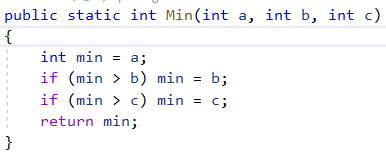 public static int Min(int a, int b, int c)
{
    int min = a;
    if (min > b) min = b;
    if (min > c) min = c;
    return min;
}